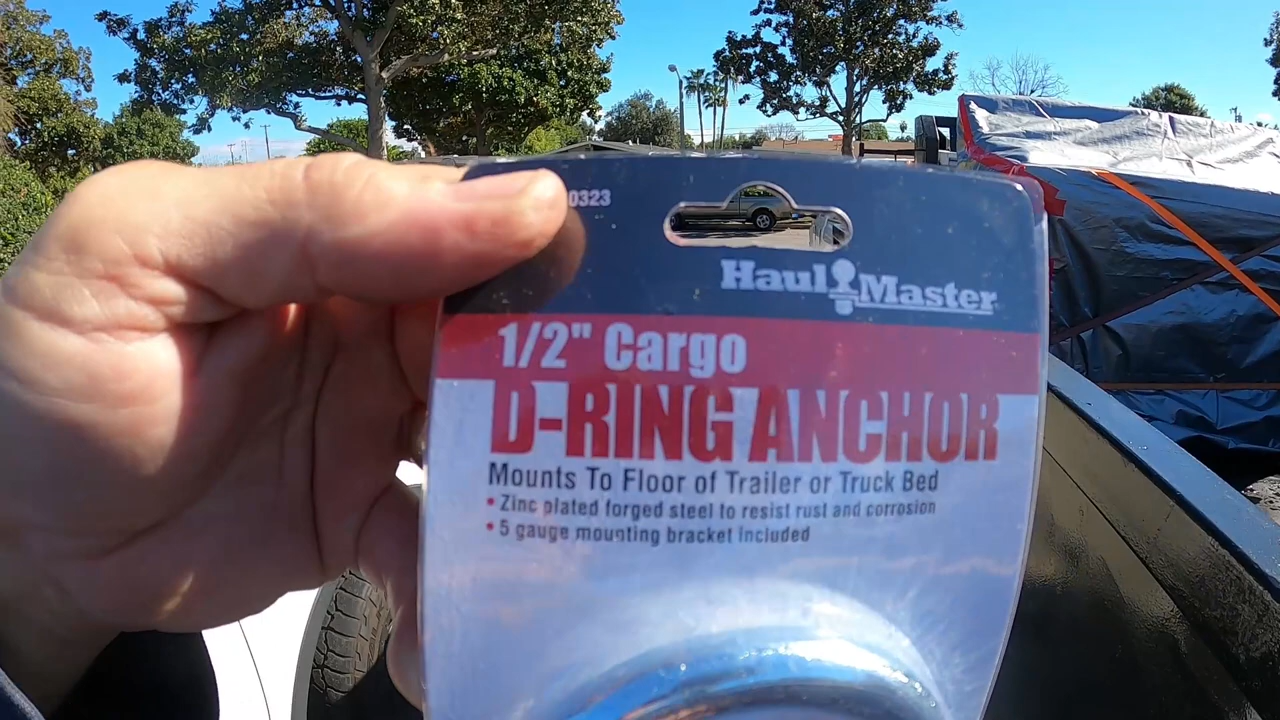 0323
Haul Master
1/2" Cargo
D-RING ANCHOR
Mounts To Floor of Trailer or Truck Bed
• Zinc plated forged steel to resist rust and corrosion
• 5 gauge mounting bracket included